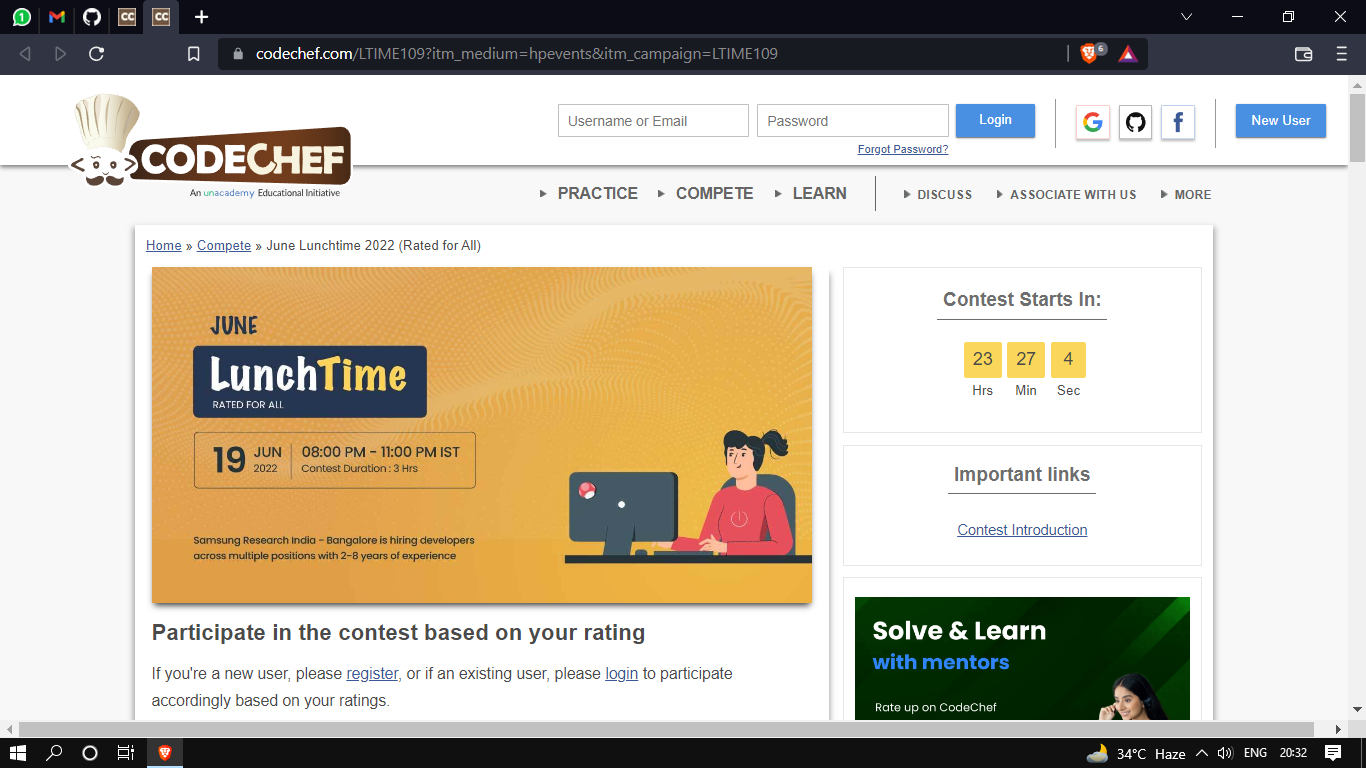 1
CC
CC
codechef.com/LTIME109?itm_medium=hpevents&itm_campaign=LTIME109
6
CODECHEF
An unacademy Educational Initiative
Username or Email
Password
Login
Forgot Password?
New User
PRACTICE
COMPETE
LEARN
DISCUSS
ASSOCIATE WITH US
MORE
Home » Compete » June Lunchtime 2022 (Rated for All)
JUNE
LunchTime
RATED FOR ALL
19 JUN 2022
08:00 PM - 11:00 PM IST
Contest Duration : 3 Hrs
Samsung Research India - Bangalore is hiring developers
across multiple positions with 2-8 years of experience
Participate in the contest based on your rating
If you're a new user, please register, or if an existing user, please login to participate
accordingly based on your ratings.
Contest Starts In:
23 27 4
Hrs Min Sec
Important links
Contest Introduction
Solve & Learn
with mentors
Rate up on CodeChef
34°C Haze
ENG
20:32